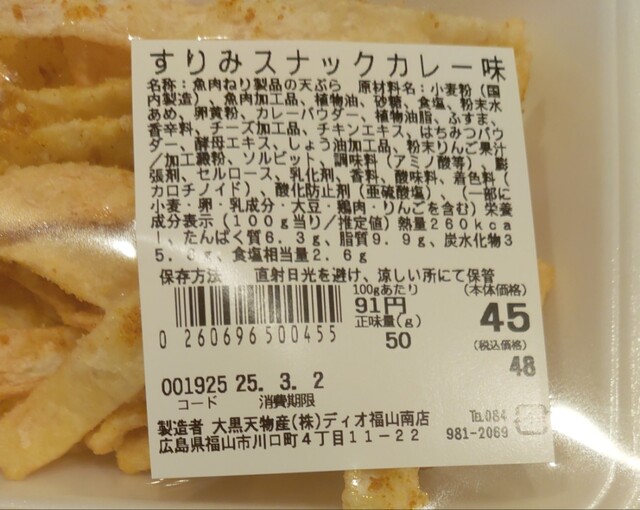 すりみスナックカレー味
名称：魚肉ねり製品の天ぷら　原材料名：小麦粉（国
内製造）、魚肉加工品、植物油、砂糖、食塩、粉末水
あめ、卵黄粉、カレーパウダー、植物油脂、ふすま、
香辛料、チーズ加工品、チキンエキス、はちみつパウ
ダー、酵母エキス、しょう油加工品、粉末りんご果汁
／加工澱粉、ソルビット、調味料（アミノ酸等）、膨
張剤、セルロース、乳化剤、香料、酸味料、着色料（
カロチノイド）、酸化防止剤（亜硫酸塩）、（一部に
小麦・卵・乳成分・大豆・鶏肉・りんごを含む）栄養
成分表示（１００ｇ当り／推定値）熱量２６０ｋｃａ
ｌ、たんぱく質６．３ｇ、脂質９．９ｇ、炭水化物３
５．　ｇ、食塩相当量２．６ｇ
保存方法　直射日光を避け、涼しい所にて保管
100gあたり　(本体価格)
91円　45
正味量(g)　(税込価格)
50　48
0 260696 500455
001925 25. 3. 2
コード　消費期限
製造者 大黒天物産(株)ディオ福山南店　℡084
広島県福山市川口町4丁目11-22　981-2069